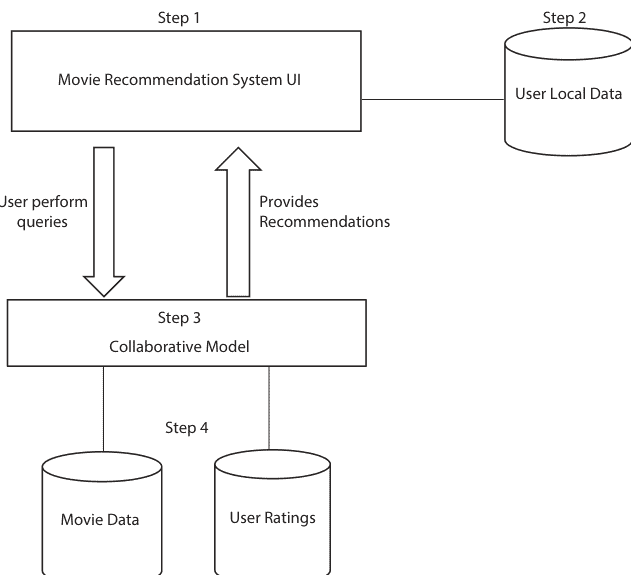 Step 1
Step 2
Movie Recommendation System UI
User Local Data
User perform
queries
Provides
Recommendations
Step 3
Collaborative Model
Step 4
Movie Data
User Ratings